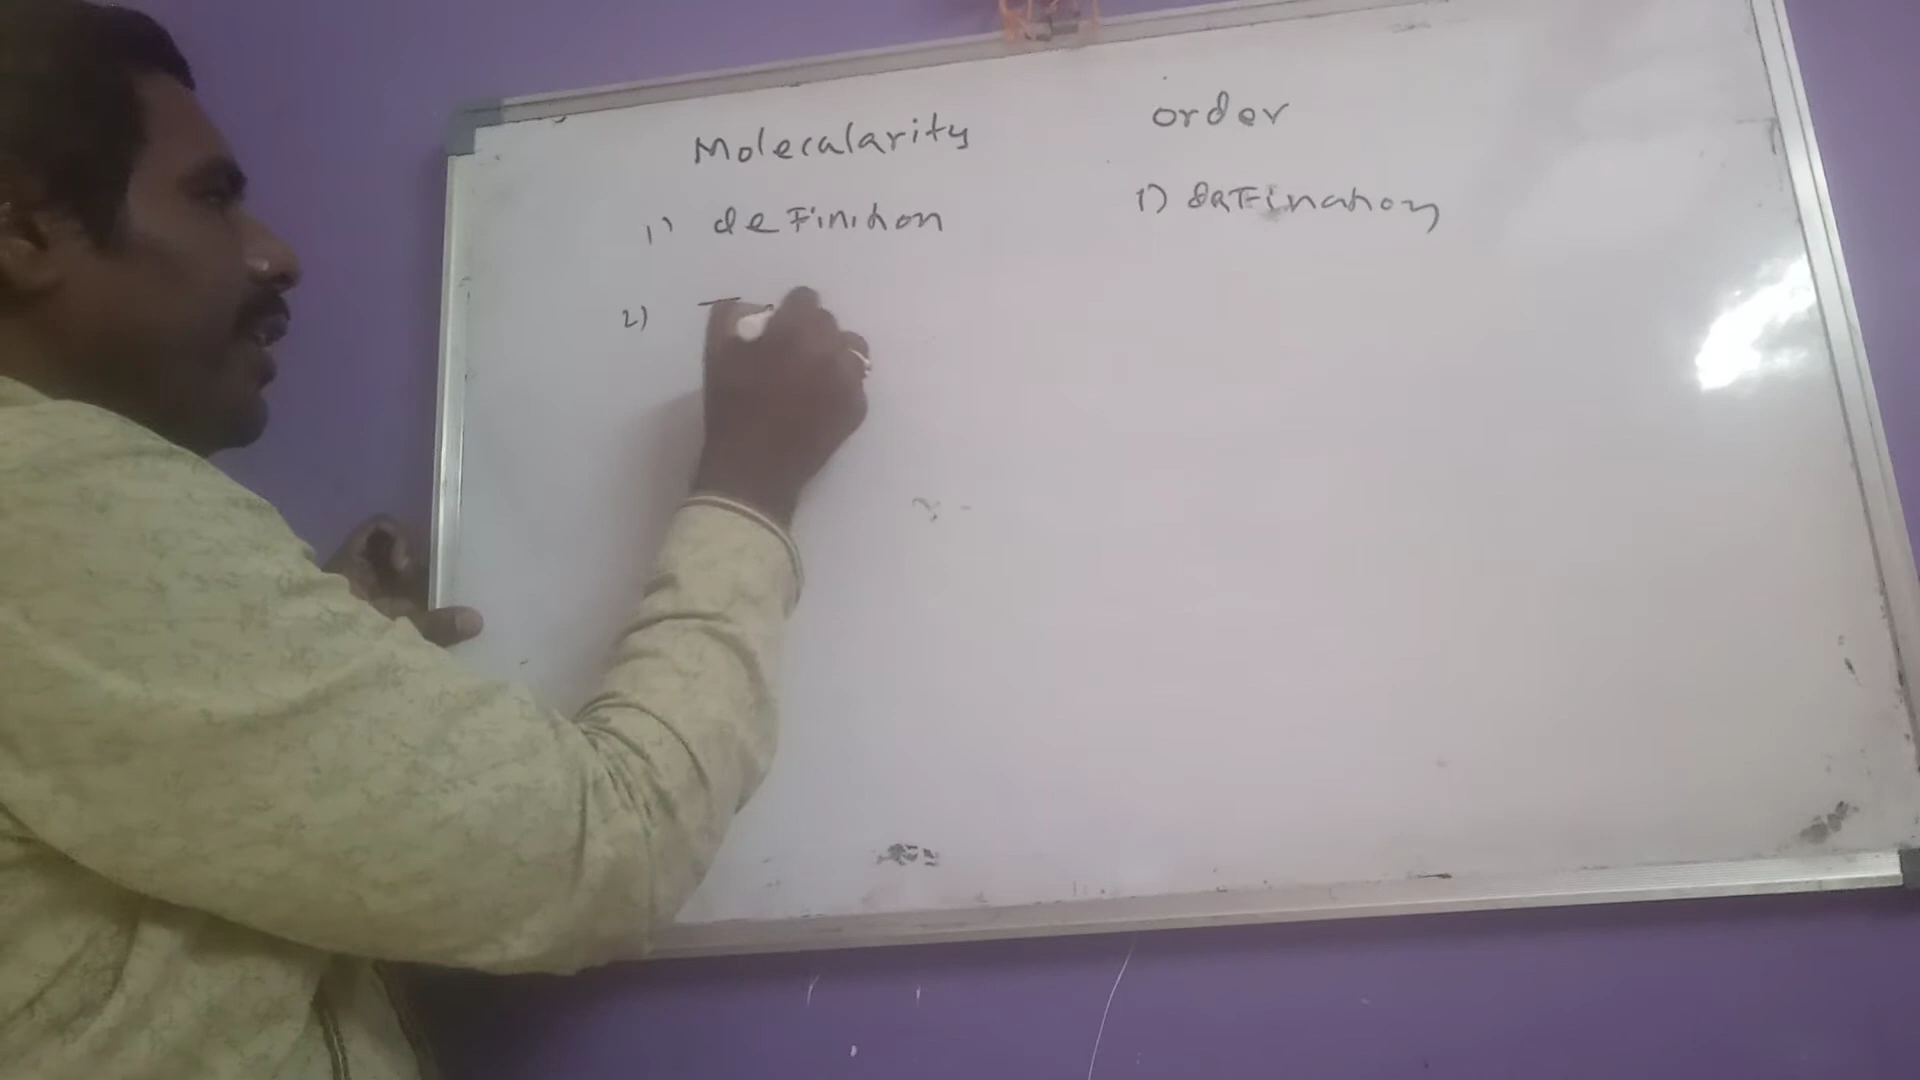 Molecalarity
order
1) deFinition
1) deFination
2)